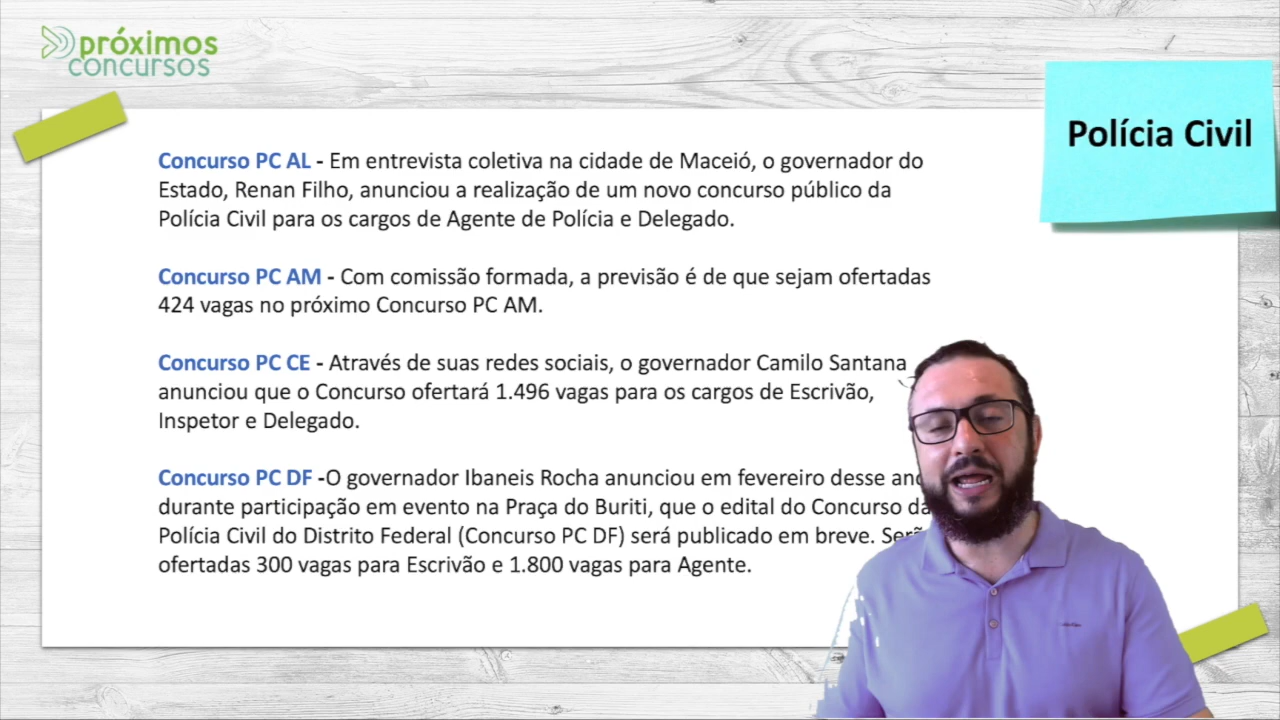 próximos
concursos
Polícia Civil
Concurso PC AL - Em entrevista coletiva na cidade de Maceió, o governador do
Estado, Renan Filho, anunciou a realização de um novo concurso público da
Polícia Civil para os cargos de Agente de Polícia e Delegado.
Concurso PC AM - Com comissão formada, a previsão é de que sejam ofertadas
424 vagas no próximo Concurso PC AM.
Concurso PC CE - Através de suas redes sociais, o governador Camilo Santana
anunciou que o Concurso ofertará 1.496 vagas para os cargos de Escrivão,
Inspetor e Delegado.
Concurso PC DF -O governador Ibaneis Rocha anunciou em fevereiro desse
durante participação em evento na Praça do Buriti, que o edital do Concurso
Polícia Civil do Distrito Federal (Concurso PC DF) será publicado em breve.
ofertadas 300 vagas para Escrivão e 1.800 vagas para Agente.